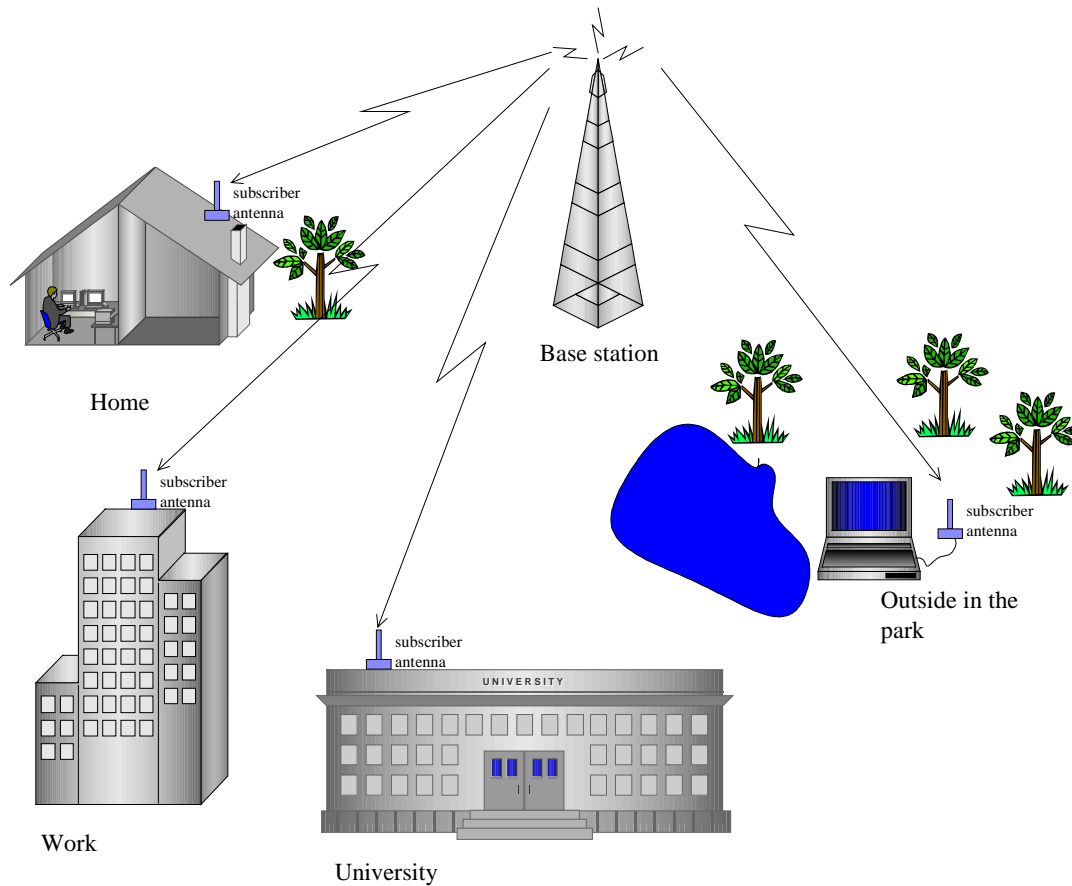 subscriber
antenna
Base station
Home
subscriber
antenna
subscriber
antenna
Outside in the
park
subscriber
antenna
UNIVERSITY
Work
University